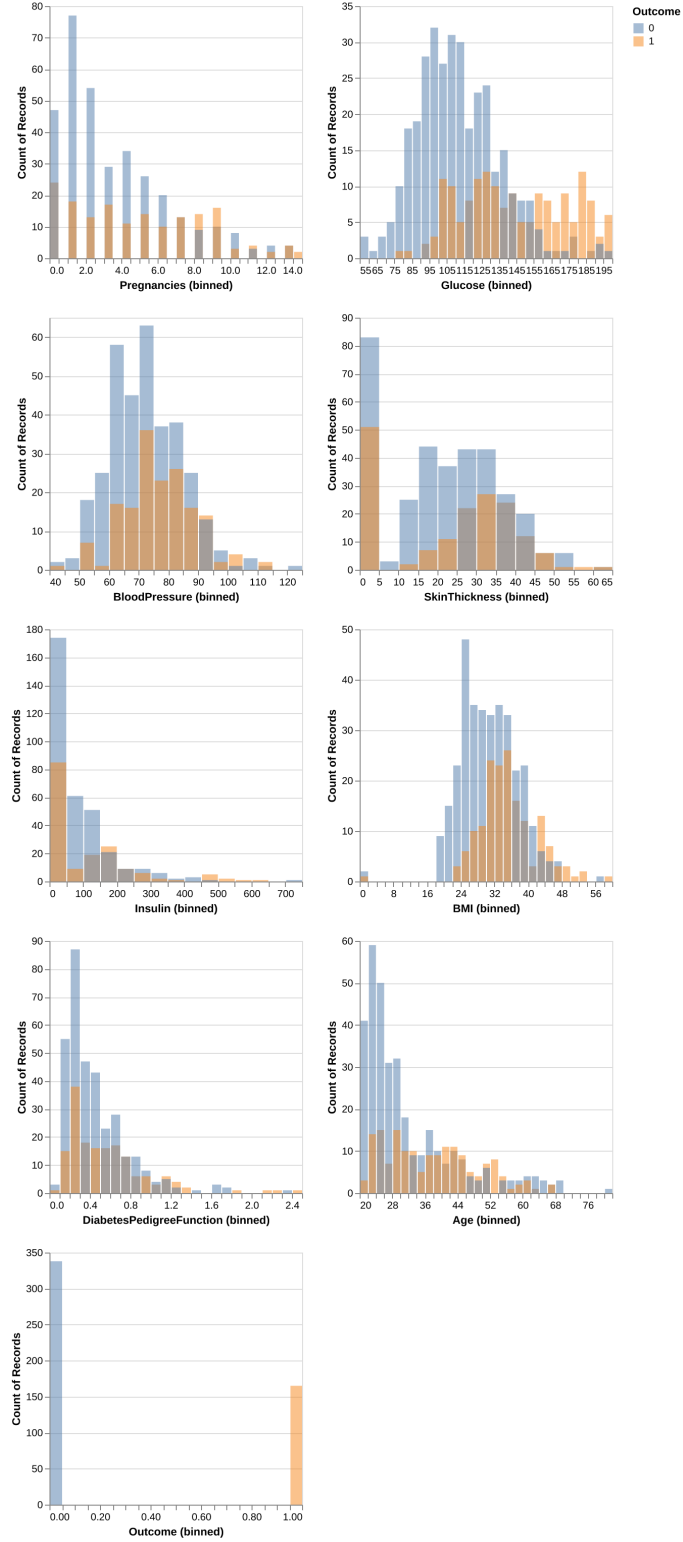 Outcome
0
1
Count of Records
80
70
60
50
40
30
20
10
0
0.0 2.0 4.0 6.0 8.0 10.0 12.0 14.0
Pregnancies (binned)
Count of Records
35
30
25
20
15
10
5
0
55 65 75 85 95 105 115 125 135 145 155 165 175 185 195
Glucose (binned)
Count of Records
60
50
40
30
20
10
0
40 50 60 70 80 90 100 110 120
BloodPressure (binned)
Count of Records
90
80
70
60
50
40
30
20
10
0
0 5 10 15 20 25 30 35 40 45 50 55 60 65
SkinThickness (binned)
Count of Records
180
160
140
120
100
80
60
40
20
0
0 100 200 300 400 500 600 700
Insulin (binned)
Count of Records
50
40
30
20
10
0
0 8 16 24 32 40 48 56
BMI (binned)
Count of Records
90
80
70
60
50
40
30
20
10
0
0.0 0.4 0.8 1.2 1.6 2.0 2.4
DiabetesPedigreeFunction (binned)
Count of Records
60
50
40
30
20
10
0
20 28 36 44 52 60 68 76
Age (binned)
Count of Records
350
300
250
200
150
100
50
0
0.00 0.20 0.40 0.60 0.80 1.00
Outcome (binned)